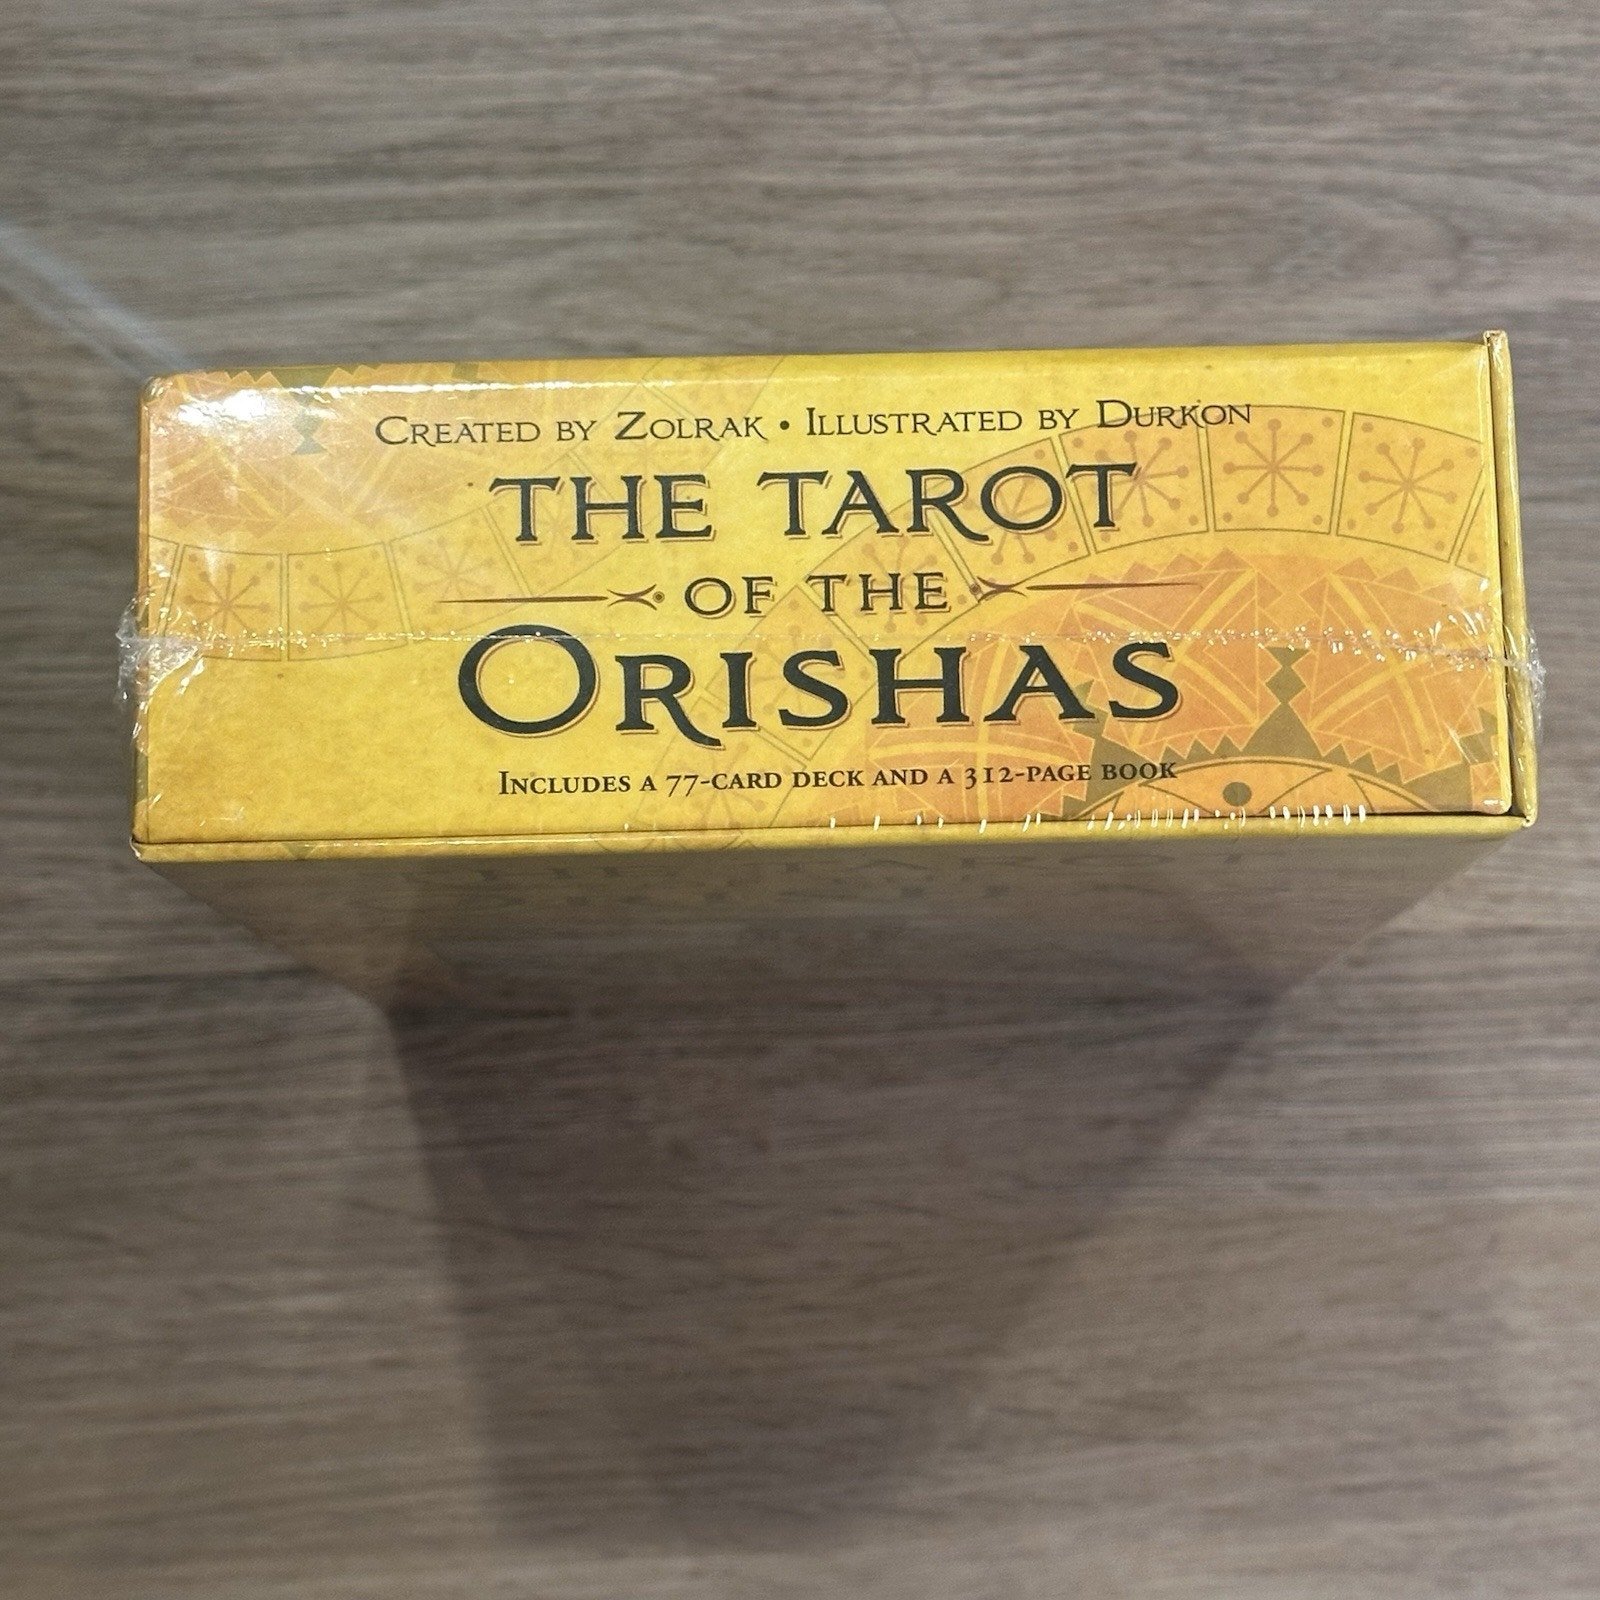 Created by Zolrak • Illustrated by Durkon
THE TAROT
OF THE
ORISHAS
Includes a 77-card deck and a 312-page book